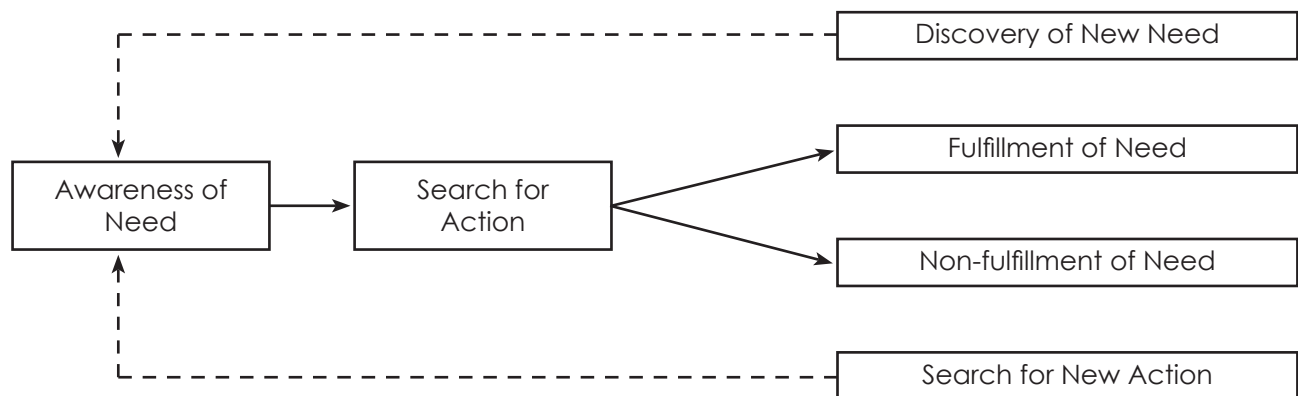 Discovery of New Need
Fulfillment of Need
Awareness of
Need
Search for
Action
Non-fulfillment of Need
Search for New Action